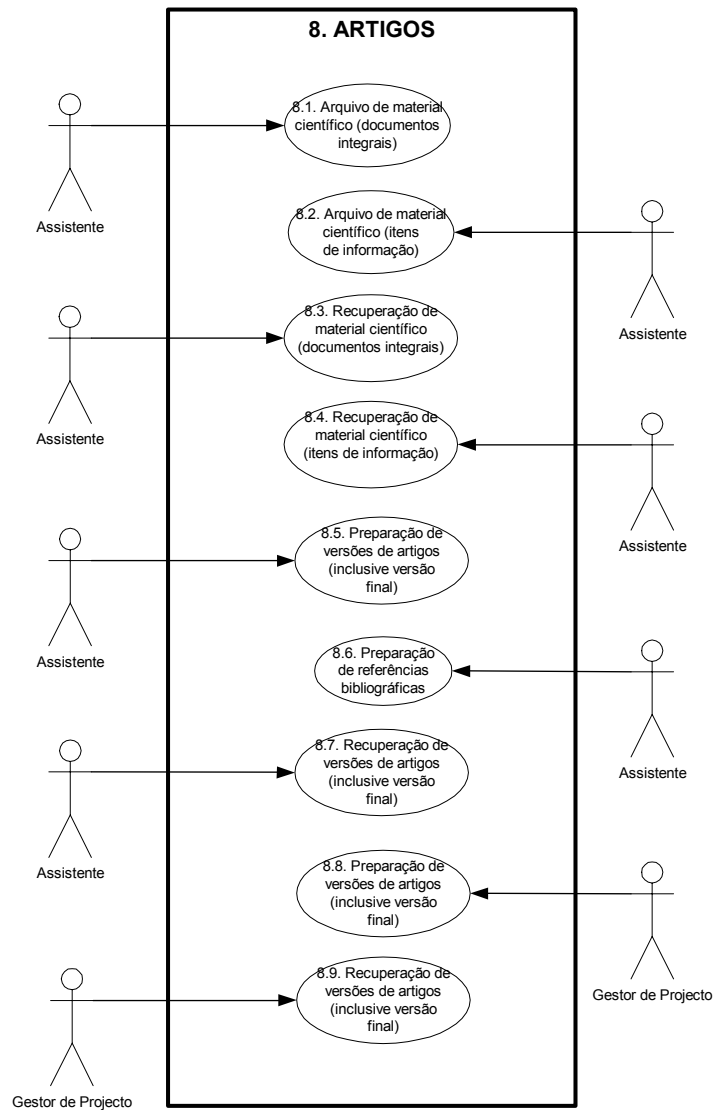 8. ARTIGOS
8.1. Arquivo de material
científico (documentos
integrais)
Assistente
8.2. Arquivo de material
científico (itens
de informação)
Assistente
8.3. Recuperação de
material científico
(documentos integrais)
Assistente
8.4. Recuperação de
material científico
(itens de informação)
Assistente
8.5. Preparação de
versões de artigos
(inclusive versão
final)
Assistente
8.6. Preparação
de referências
bibliográficas
Assistente
8.7. Recuperação de
versões de artigos
(inclusive versão
final)
Assistente
8.8. Preparação de
versões de artigos
(inclusive versão
final)
Gestor de Projecto
8.9. Recuperação de
versões de artigos
(inclusive versão
final)
Gestor de Projecto